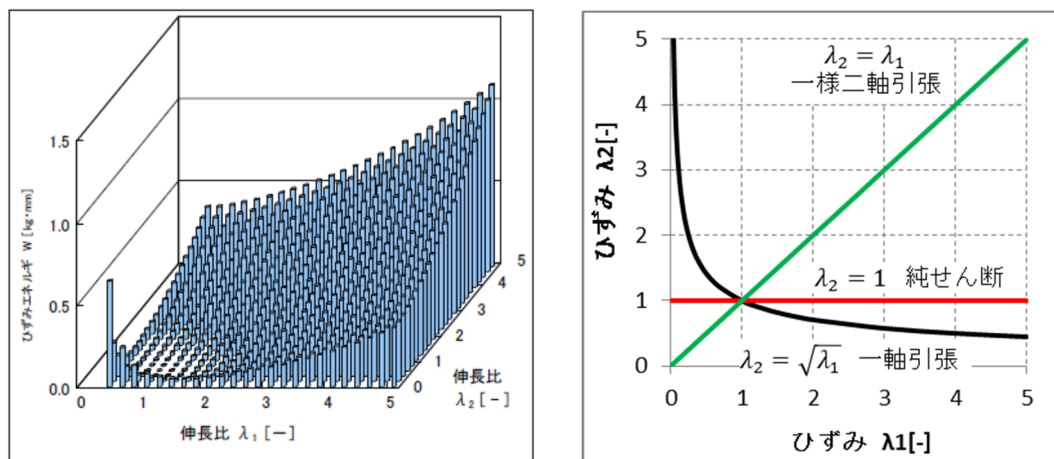 ひずみエネルギ W [kg·mm]
1.5
1.0
0.5
0.0
0
1
2
3
4
5
伸長比 λ₁ [ー]
0
1
2
3
4
5
伸長比
λ₂ [-]
ひずみ λ2[-]
5
4
3
2
1
0
λ₂ = λ₁
一様二軸引張
λ₂ = 1 純せん断
λ₂ = √λ₁ 一軸引張
0
1
2
3
4
5
ひずみ λ1[-]